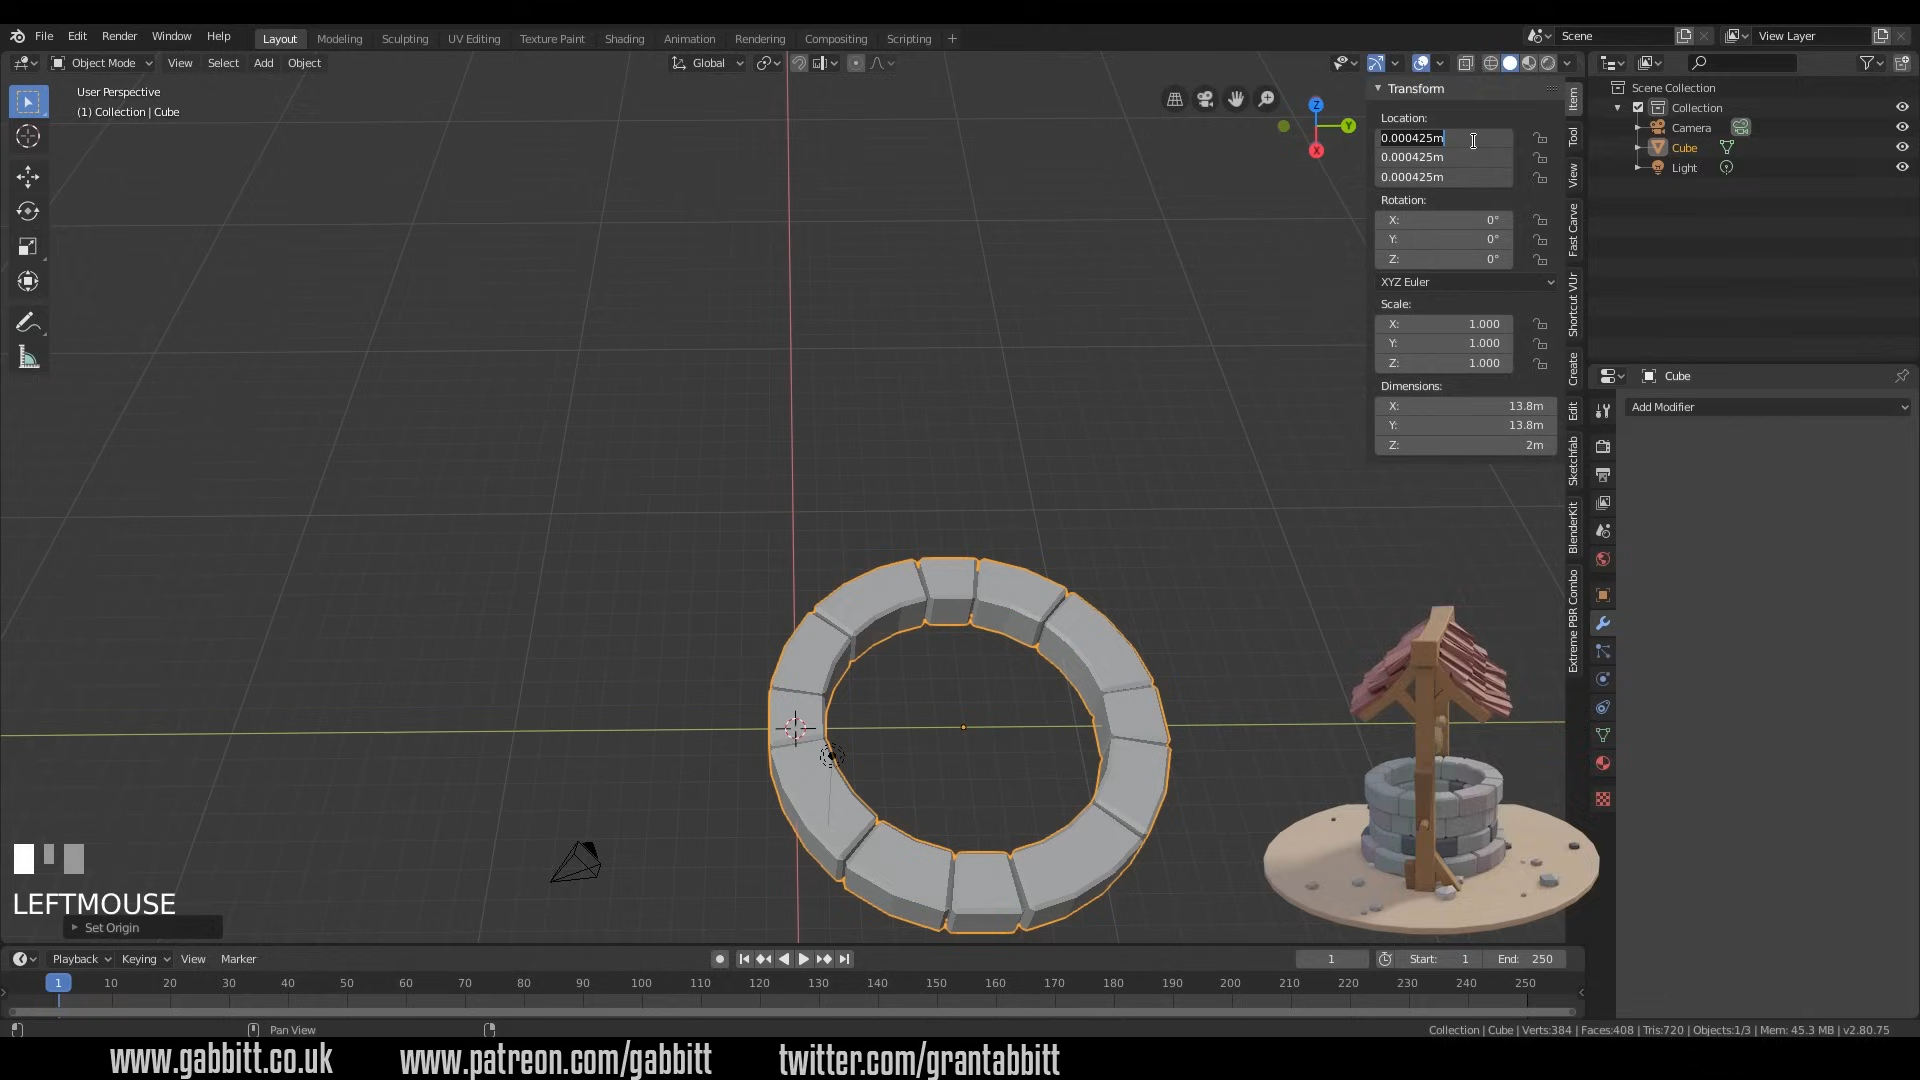 File Edit Render Window Help Layout Modeling Sculpting UV Editing Texture Paint Shading Animation Rendering Compositing Scripting + Scene View Layer
Object Mode View Select Add Object Global
User Perspective
(1) Collection | Cube
Z
Y
X
Transform
Location:
0.000425m
0.000425m
0.000425m
Rotation:
X: 0°
Y: 0°
Z: 0°
XYZ Euler
Scale:
X: 1.000
Y: 1.000
Z: 1.000
Dimensions:
X: 13.8m
Y: 13.8m
Z: 2m
Item
Tool
View
Fast Carve
Shortcut VUr
Create
Edit
Sketchfab
BlenderKit
Extreme PBR Combo
Scene Collection
Collection
Camera
Cube
Light
Cube
Add Modifier
LEFTMOUSE
Set Origin
Playback Keying View Marker 1 Start: 1 End: 250
1 10 20 30 40 50 60 70 80 90 100 110 120 130 140 150 160 170 180 190 200 210 220 230 240 250
Pan View
Collection | Cube | Verts:384 | Faces:408 | Tris:720 | Objects:1/3 | Mem: 45.3 MB | v2.80.75
www.gabbitt.co.uk www.patreon.com/gabbitt twitter.com/grantabbitt